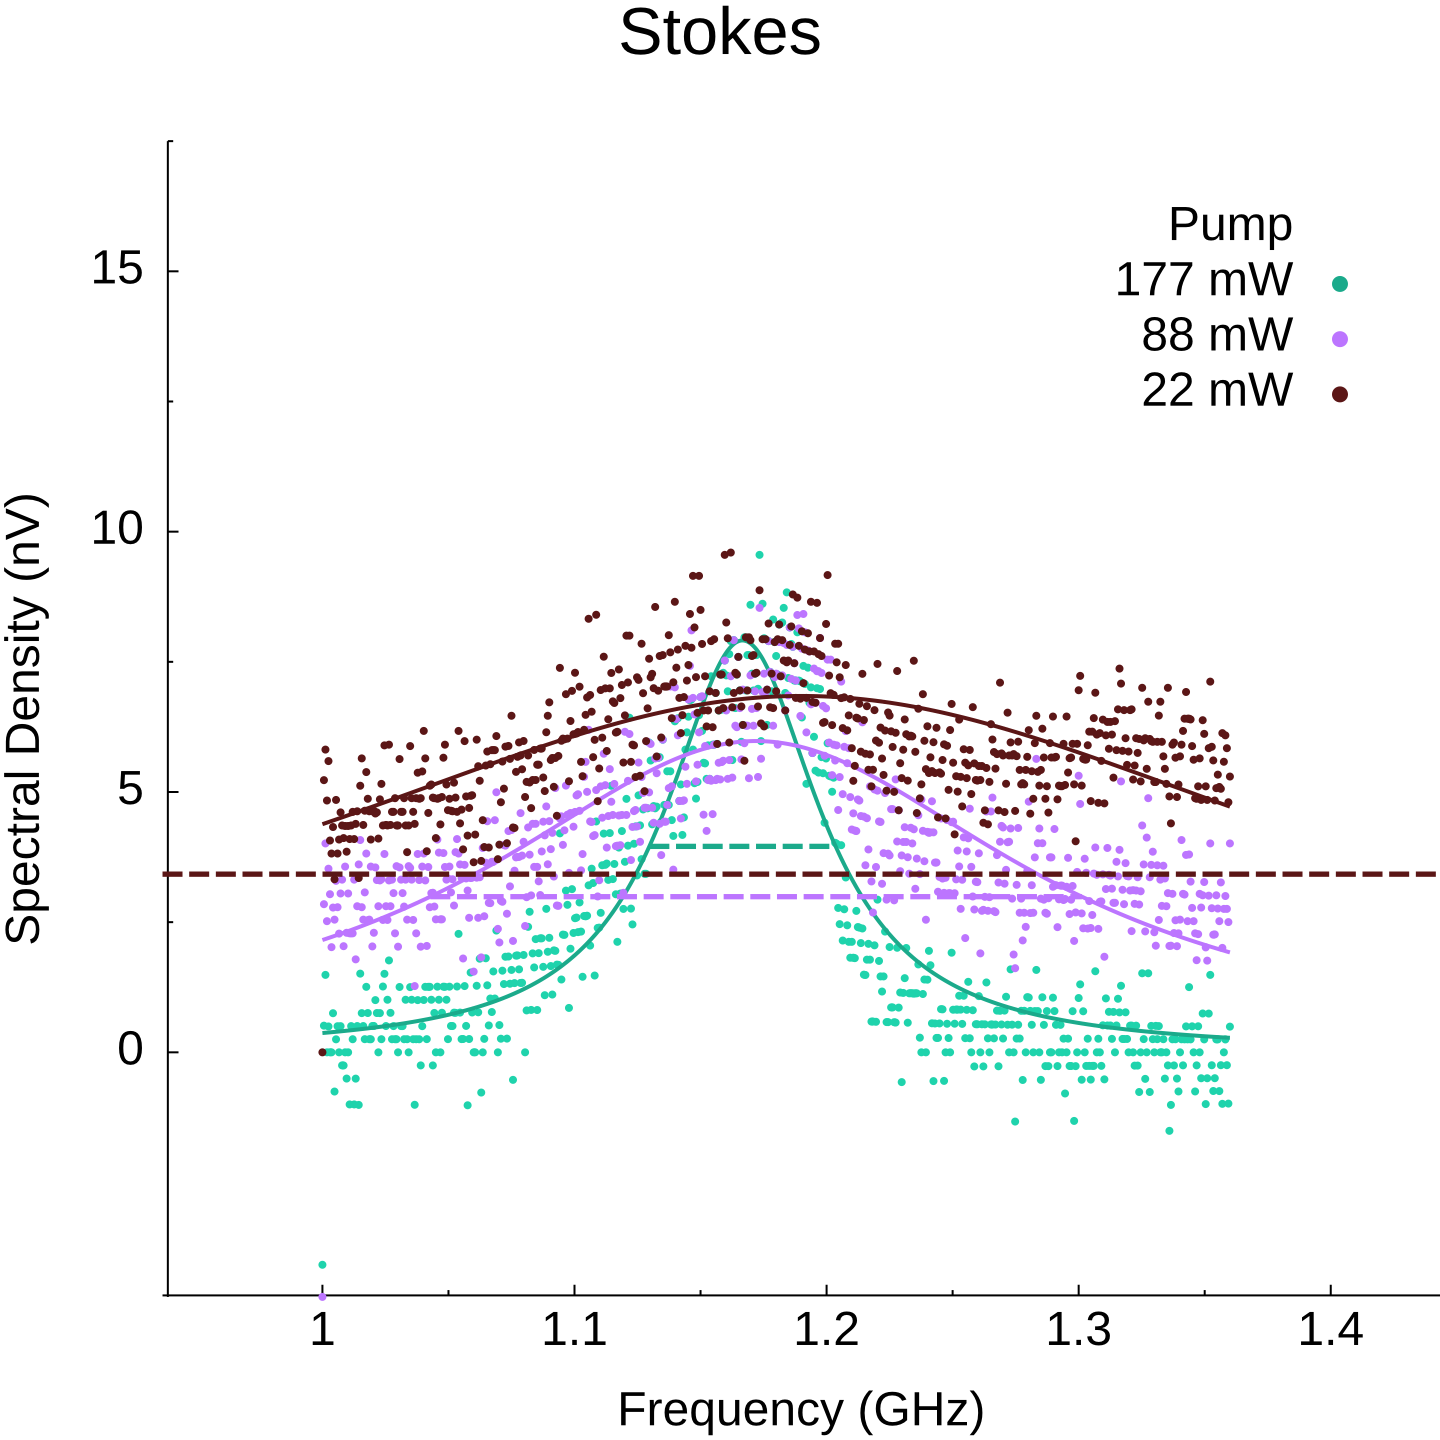 Stokes
Pump
177 mW
88 mW
22 mW
15
10
5
0
Spectral Density (nV)
1 1.1 1.2 1.3 1.4
Frequency (GHz)